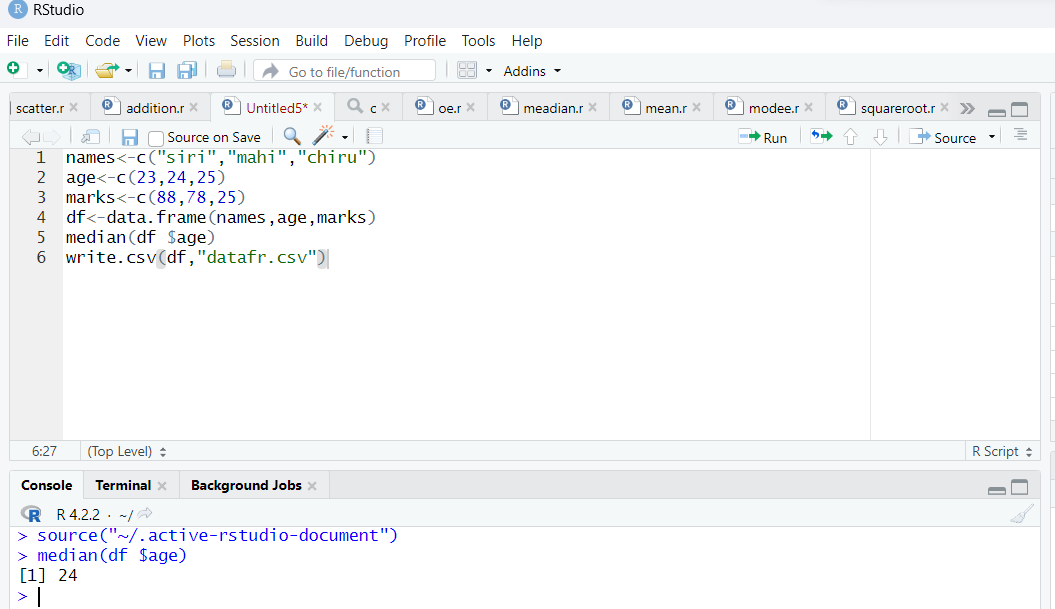 R RStudio
File Edit Code View Plots Session Build Debug Profile Tools Help
Go to file/function Addins
scatter.r addition.r Untitled5* c oe.r meadian.r mean.r modee.r squareroot.r
Source on Save Run Source
1 names<-c("siri","mahi","chiru")
2 age<-c(23,24,25)
3 marks<-c(88,78,25)
4 df<-data.frame(names,age,marks)
5 median(df $age)
6 write.csv(df,"datafr.csv")
6:27 (Top Level) R Script
Console Terminal Background Jobs
R R 4.2.2 · ~/
> source("~/.active-rstudio-document")
> median(df $age)
[1] 24
>